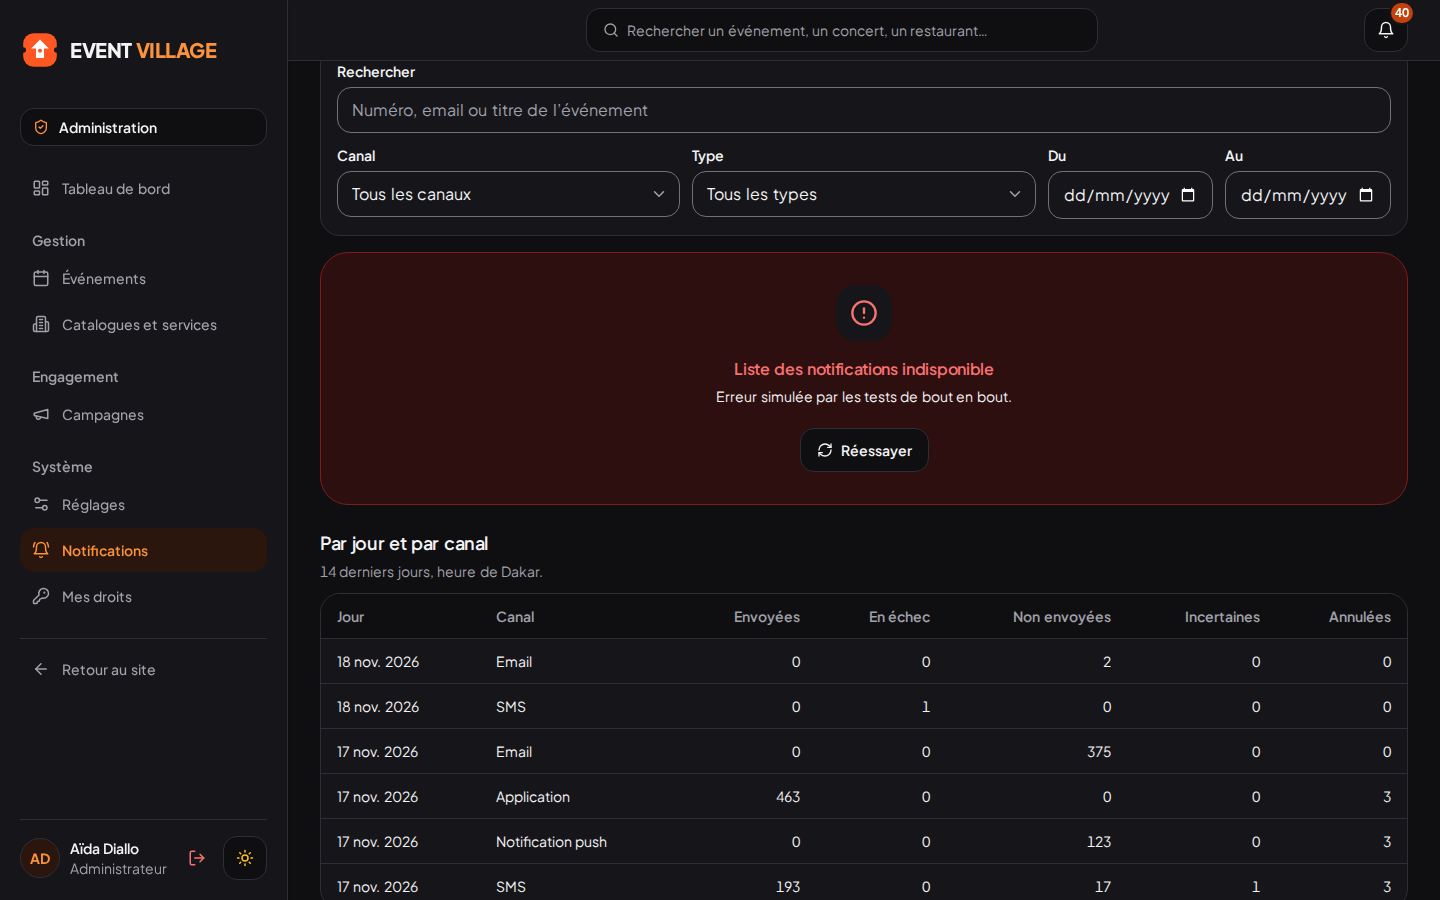 EVENT VILLAGE
Rechercher un événement, un concert, un restaurant...
40
Administration
Tableau de bord
Gestion
Événements
Catalogues et services
Engagement
Campagnes
Système
Réglages
Notifications
Mes droits
Retour au site
AD
Aïda Diallo
Administrateur
Rechercher
Numéro, email ou titre de l'événement
Canal Type Du Au
Tous les canaux Tous les types dd/mm/yyyy dd/mm/yyyy
Liste des notifications indisponible
Erreur simulée par les tests de bout en bout.
Réessayer
Par jour et par canal
14 derniers jours, heure de Dakar.
Jour Canal Envoyées En échec Non envoyées Incertaines Annulées
18 nov. 2026 Email 0 0 2 0 0
18 nov. 2026 SMS 0 1 0 0 0
17 nov. 2026 Email 0 0 375 0 0
17 nov. 2026 Application 463 0 0 0 3
17 nov. 2026 Notification push 0 0 123 0 3
17 nov. 2026 SMS 193 0 17 1 3